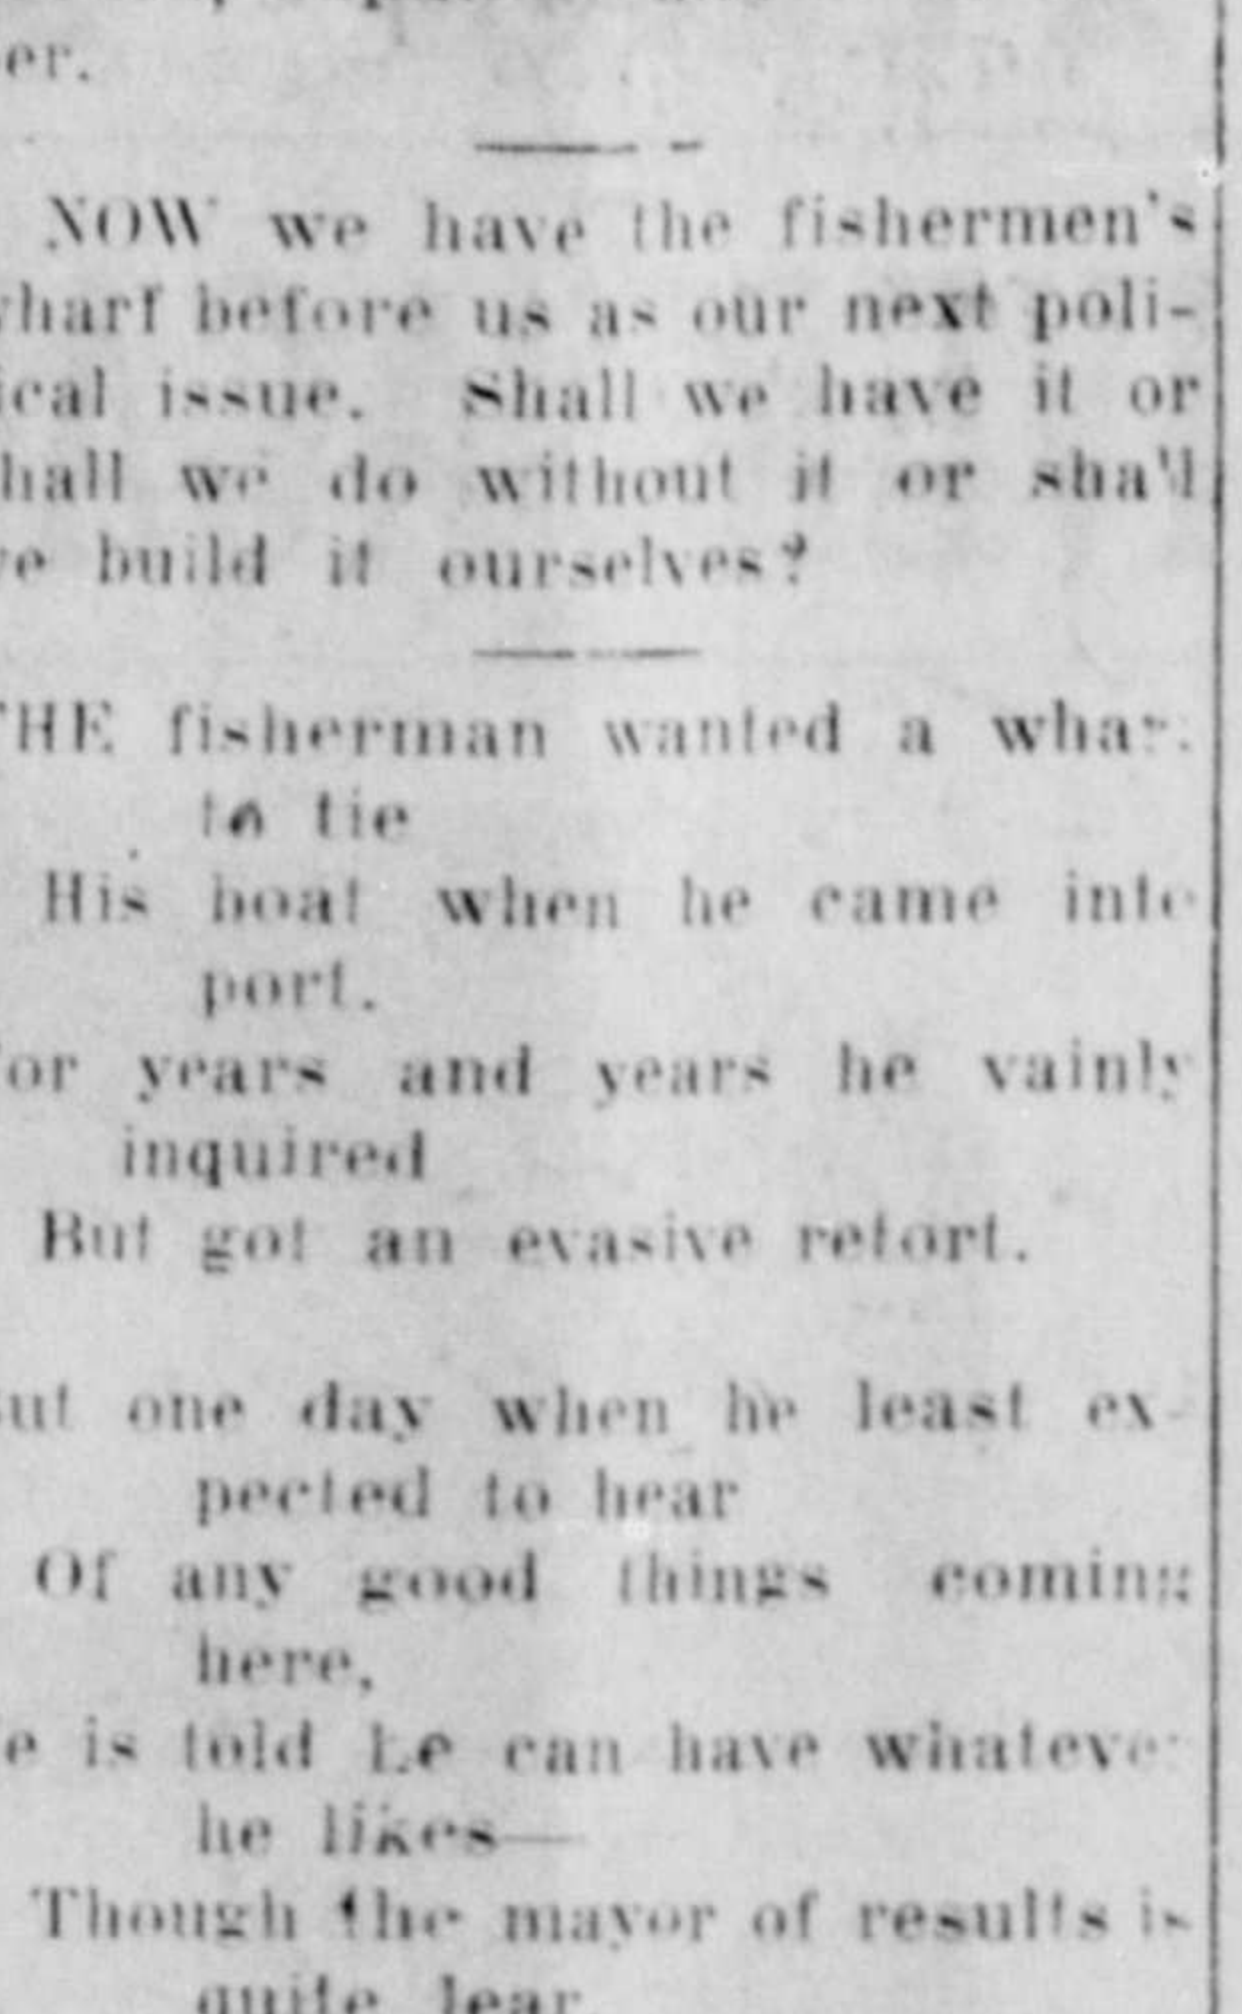 er.
NOW we have the fishermen's
harf before us as our next poli-
ical issue. Shall we have it or
hall we do without it or shall
e build it ourselves?
HE fisherman wanted a whar
to tie
His boat when he came into
port.
or years and years he vainly
inquired
But got an evasive retort.
ut one day when he least ex-
pected to hear
Of any good things coming
here,
e is told he can have whatever
he likes—
Though the mayor of results is
quite lear